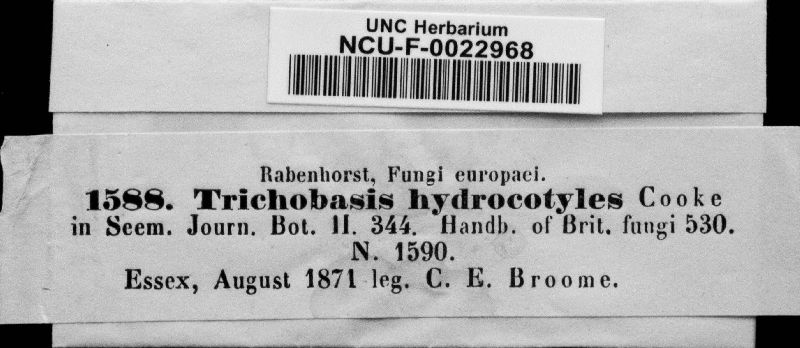 UNC Herbarium
NCU-F-0022968
Rabenhorst, Fungi europaei.
1588. Trichobasis hydrocotyles Cooke
in Seem. Journ. Bot. II. 344. Handb. of Brit. fungi 530.
N. 1590.
Essex, August 1871 leg. C. E. Broome.